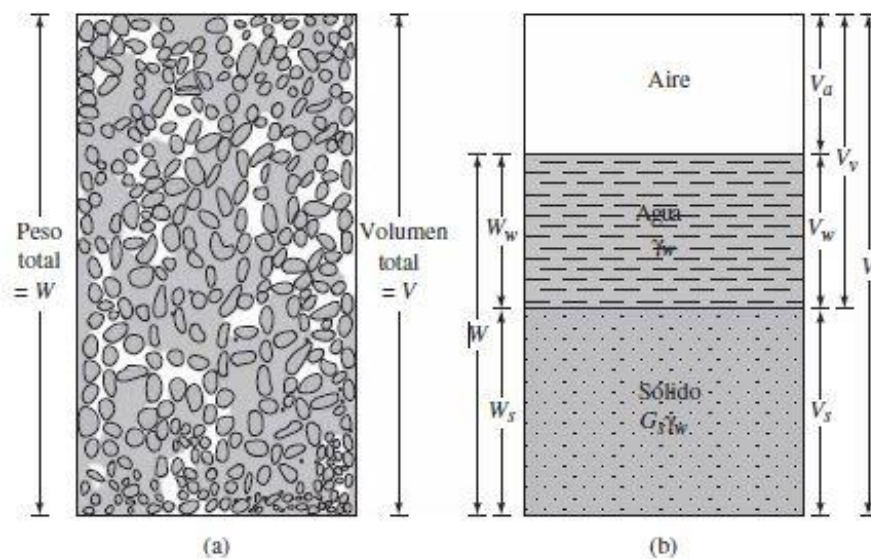 Peso
total
= W
Volumen
total
= V
(a)
Aire
Agua
γw
Sólido
Gsγw
W
Ww
Ws
Va
Vw
Vs
Vv
V
(b)